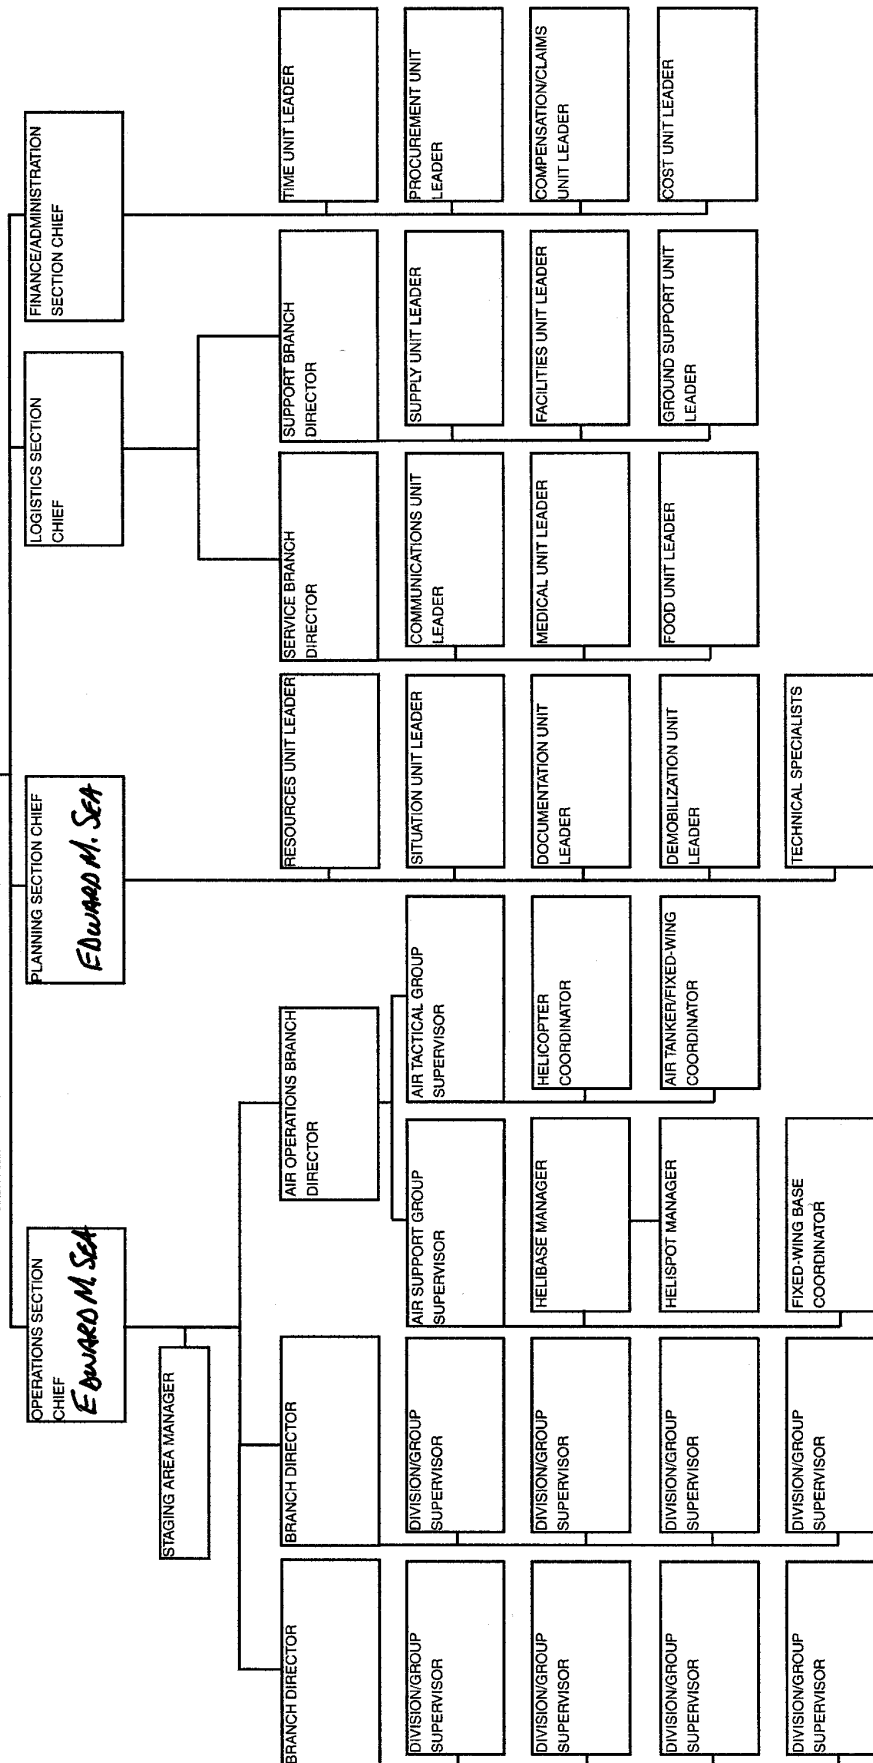 OPERATIONS SECTION
CHIEF
EDWARD M. SEA
PLANNING SECTION CHIEF
EDWARD M. SEA
LOGISTICS SECTION
CHIEF
FINANCE/ADMINISTRATION
SECTION CHIEF
STAGING AREA MANAGER
BRANCH DIRECTOR
BRANCH DIRECTOR
AIR OPERATIONS BRANCH
DIRECTOR
RESOURCES UNIT LEADER
SERVICE BRANCH
DIRECTOR
SUPPORT BRANCH
DIRECTOR
TIME UNIT LEADER
DIVISION/GROUP
SUPERVISOR
DIVISION/GROUP
SUPERVISOR
AIR SUPPORT GROUP
SUPERVISOR
AIR TACTICAL GROUP
SUPERVISOR
SITUATION UNIT LEADER
COMMUNICATIONS UNIT
LEADER
SUPPLY UNIT LEADER
PROCUREMENT UNIT
LEADER
DIVISION/GROUP
SUPERVISOR
DIVISION/GROUP
SUPERVISOR
HELIBASE MANAGER
HELICOPTER
COORDINATOR
DOCUMENTATION UNIT
LEADER
MEDICAL UNIT LEADER
FACILITIES UNIT LEADER
COMPENSATION/CLAIMS
UNIT LEADER
DIVISION/GROUP
SUPERVISOR
DIVISION/GROUP
SUPERVISOR
HELISPOT MANAGER
AIR TANKER/FIXED-WING
COORDINATOR
DEMOBILIZATION UNIT
LEADER
FOOD UNIT LEADER
GROUND SUPPORT UNIT
LEADER
COST UNIT LEADER
DIVISION/GROUP
SUPERVISOR
DIVISION/GROUP
SUPERVISOR
FIXED-WING BASE
COORDINATOR
TECHNICAL SPECIALISTS